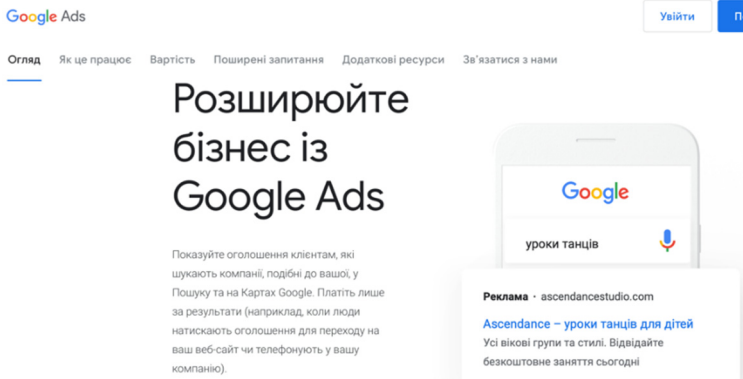 Google Ads
Увійти
П
Огляд Як це працює Вартість Поширені запитання Додаткові ресурси Зв'язатися з нами
Розширюйте
бізнес із
Google Ads
Показуйте оголошення клієнтам, які
шукають компанії, подібні до вашої, у
Пошуку та на Картах Google. Платіть лише
за результати (наприклад, коли люди
натискають оголошення для переходу на
ваш веб-сайт чи телефонують у вашу
компанію).
Google
уроки танців
Реклама · ascendancestudio.com
Ascendance – уроки танців для дітей
Усі вікові групи та стилі. Відвідайте
безкоштовне заняття сьогодні